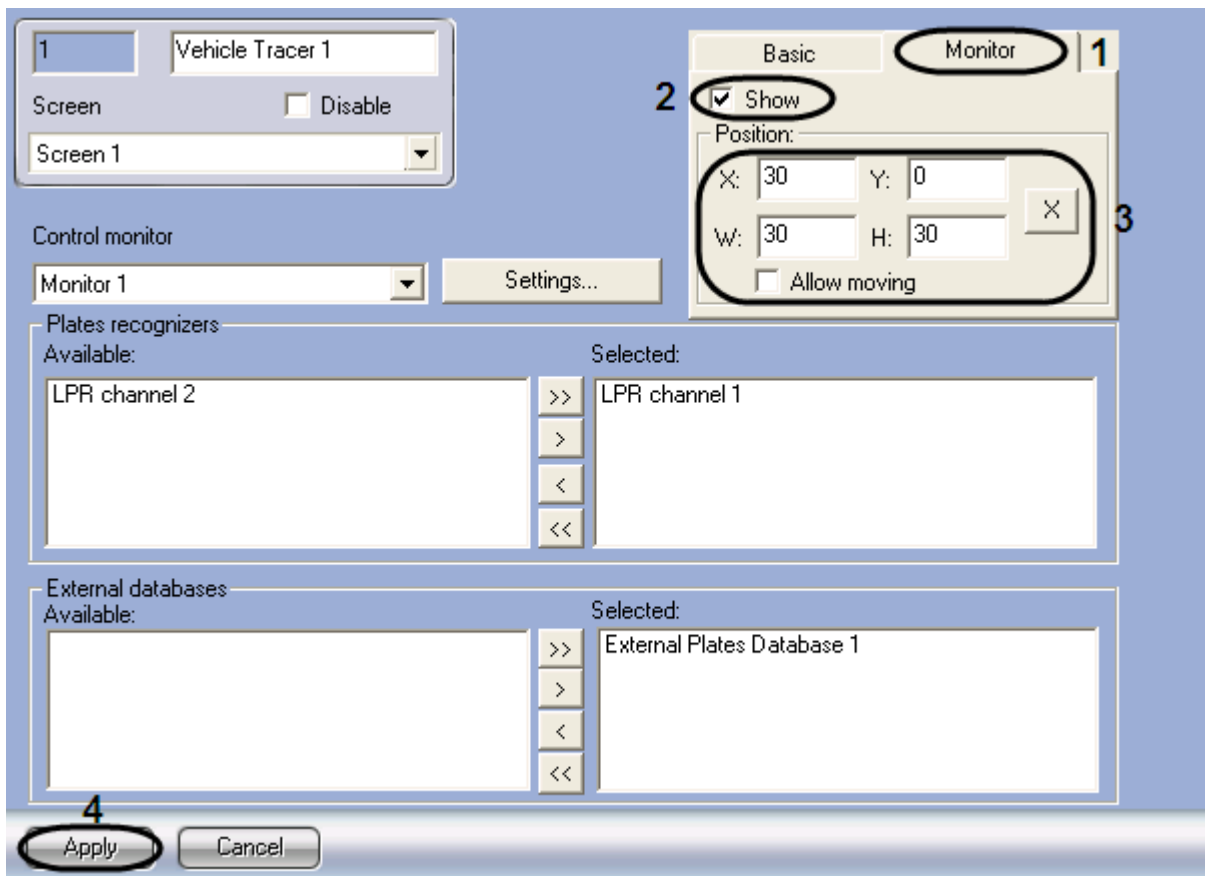 1 Vehicle Tracer 1
Screen Disable
Screen 1
Basic Monitor 1
2 Show
Position:
X: 30 Y: 0
X 3
W: 30 H: 30
Allow moving
Control monitor
Monitor 1 Settings...
Plates recognizers
Available: Selected:
LPR channel 2 >> LPR channel 1
>
<
<<
External databases
Available: Selected:
>> External Plates Database 1
>
<
<<
4
Apply Cancel